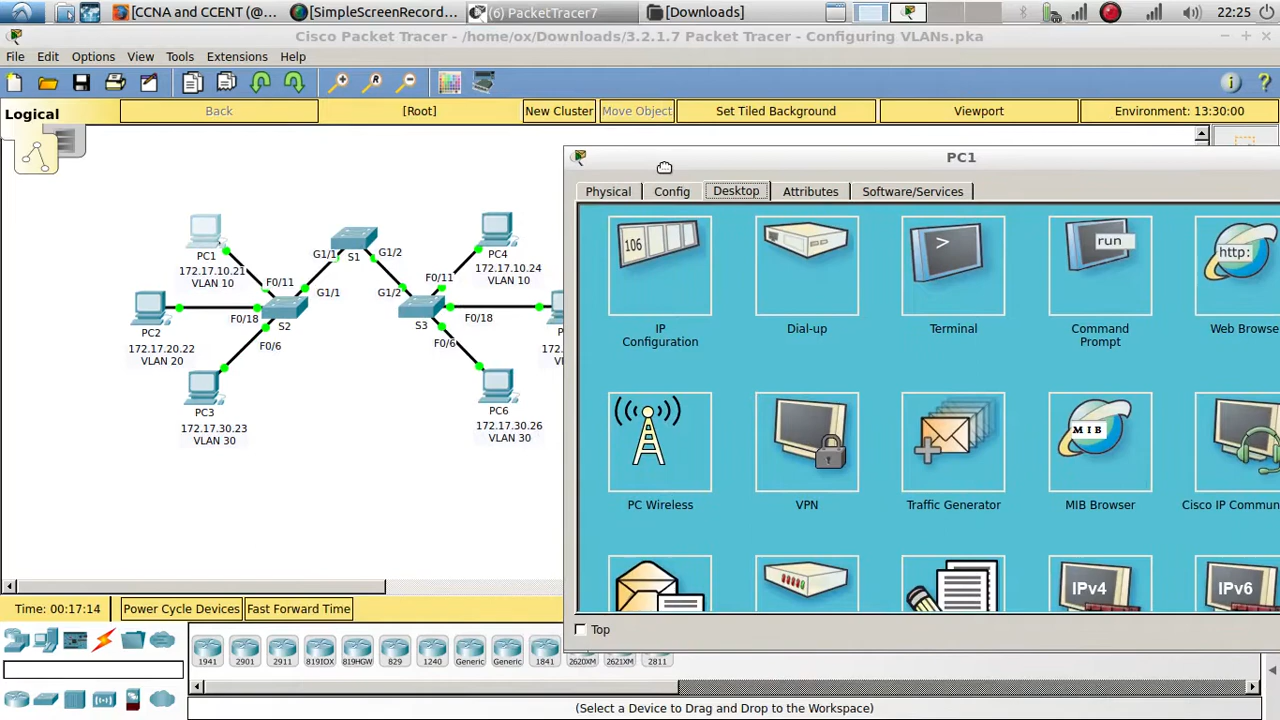 [CCNA and CCENT (@...
[SimpleScreenRecord...
(6) PacketTracer7
[Downloads]
22:25
Cisco Packet Tracer - /home/ox/Downloads/3.2.1.7 Packet Tracer - Configuring VLANs.pka
File Edit Options View Tools Extensions Help
Logical
Back
[Root]
New Cluster
Move Object
Set Tiled Background
Viewport
Environment: 13:30:00
PC1
Physical
Config
Desktop
Attributes
Software/Services
106
>
run
http:
IP
Configuration
Dial-up
Terminal
Command
Prompt
Web Browse
MIB
PC Wireless
VPN
Traffic Generator
MIB Browser
Cisco IP Commun
IPv4
IPv6
Top
PC1
172.17.10.21
VLAN 10
F0/11
G1/1
S1
G1/2
PC4
172.17.10.24
VLAN 10
F0/11
G1/1
G1/2
PC2
172.17.20.22
VLAN 20
F0/18
S2
F0/6
S3
F0/18
F0/6
PC3
172.17.30.23
VLAN 30
PC6
172.17.30.26
VLAN 30
Time: 00:17:14
Power Cycle Devices
Fast Forward Time
1941
2901
2911
819IOX
819HGW
829
1240
Generic
Generic
1841
2620XM
2621XM
2811
(Select a Device to Drag and Drop to the Workspace)